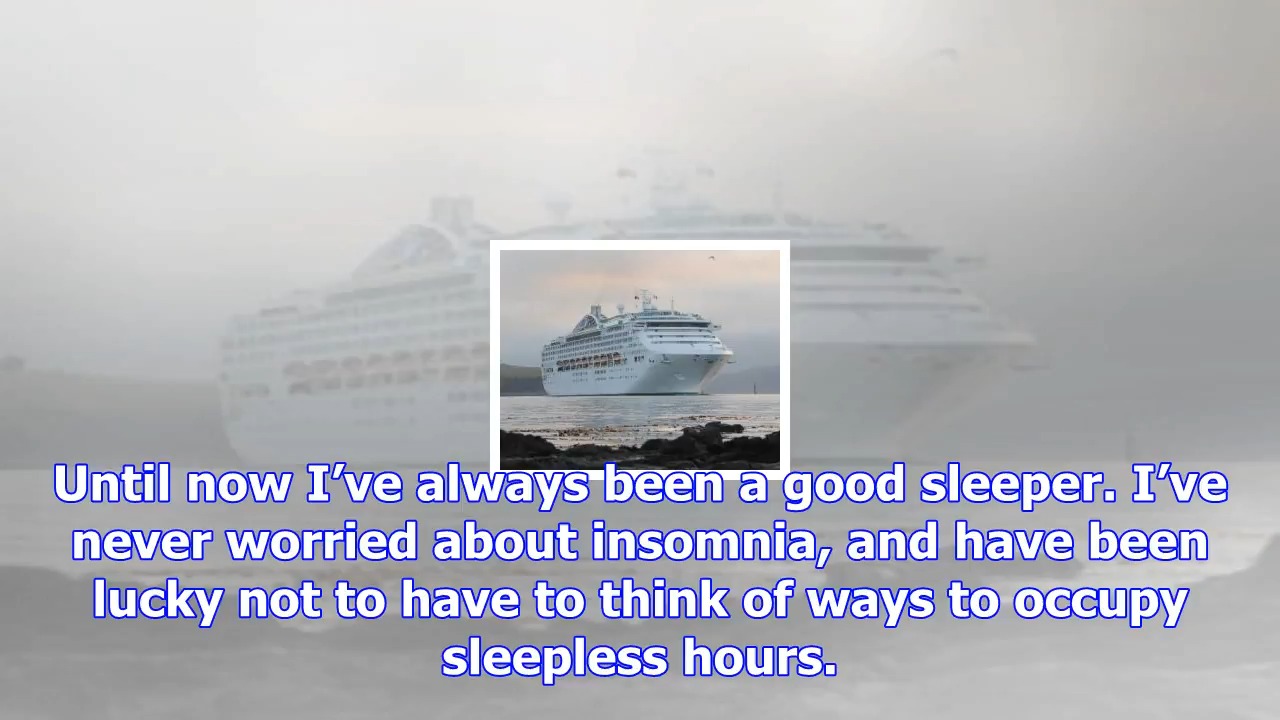 Until now I’ve always been a good sleeper. I’ve
never worried about insomnia, and have been
lucky not to have to think of ways to occupy
sleepless hours.